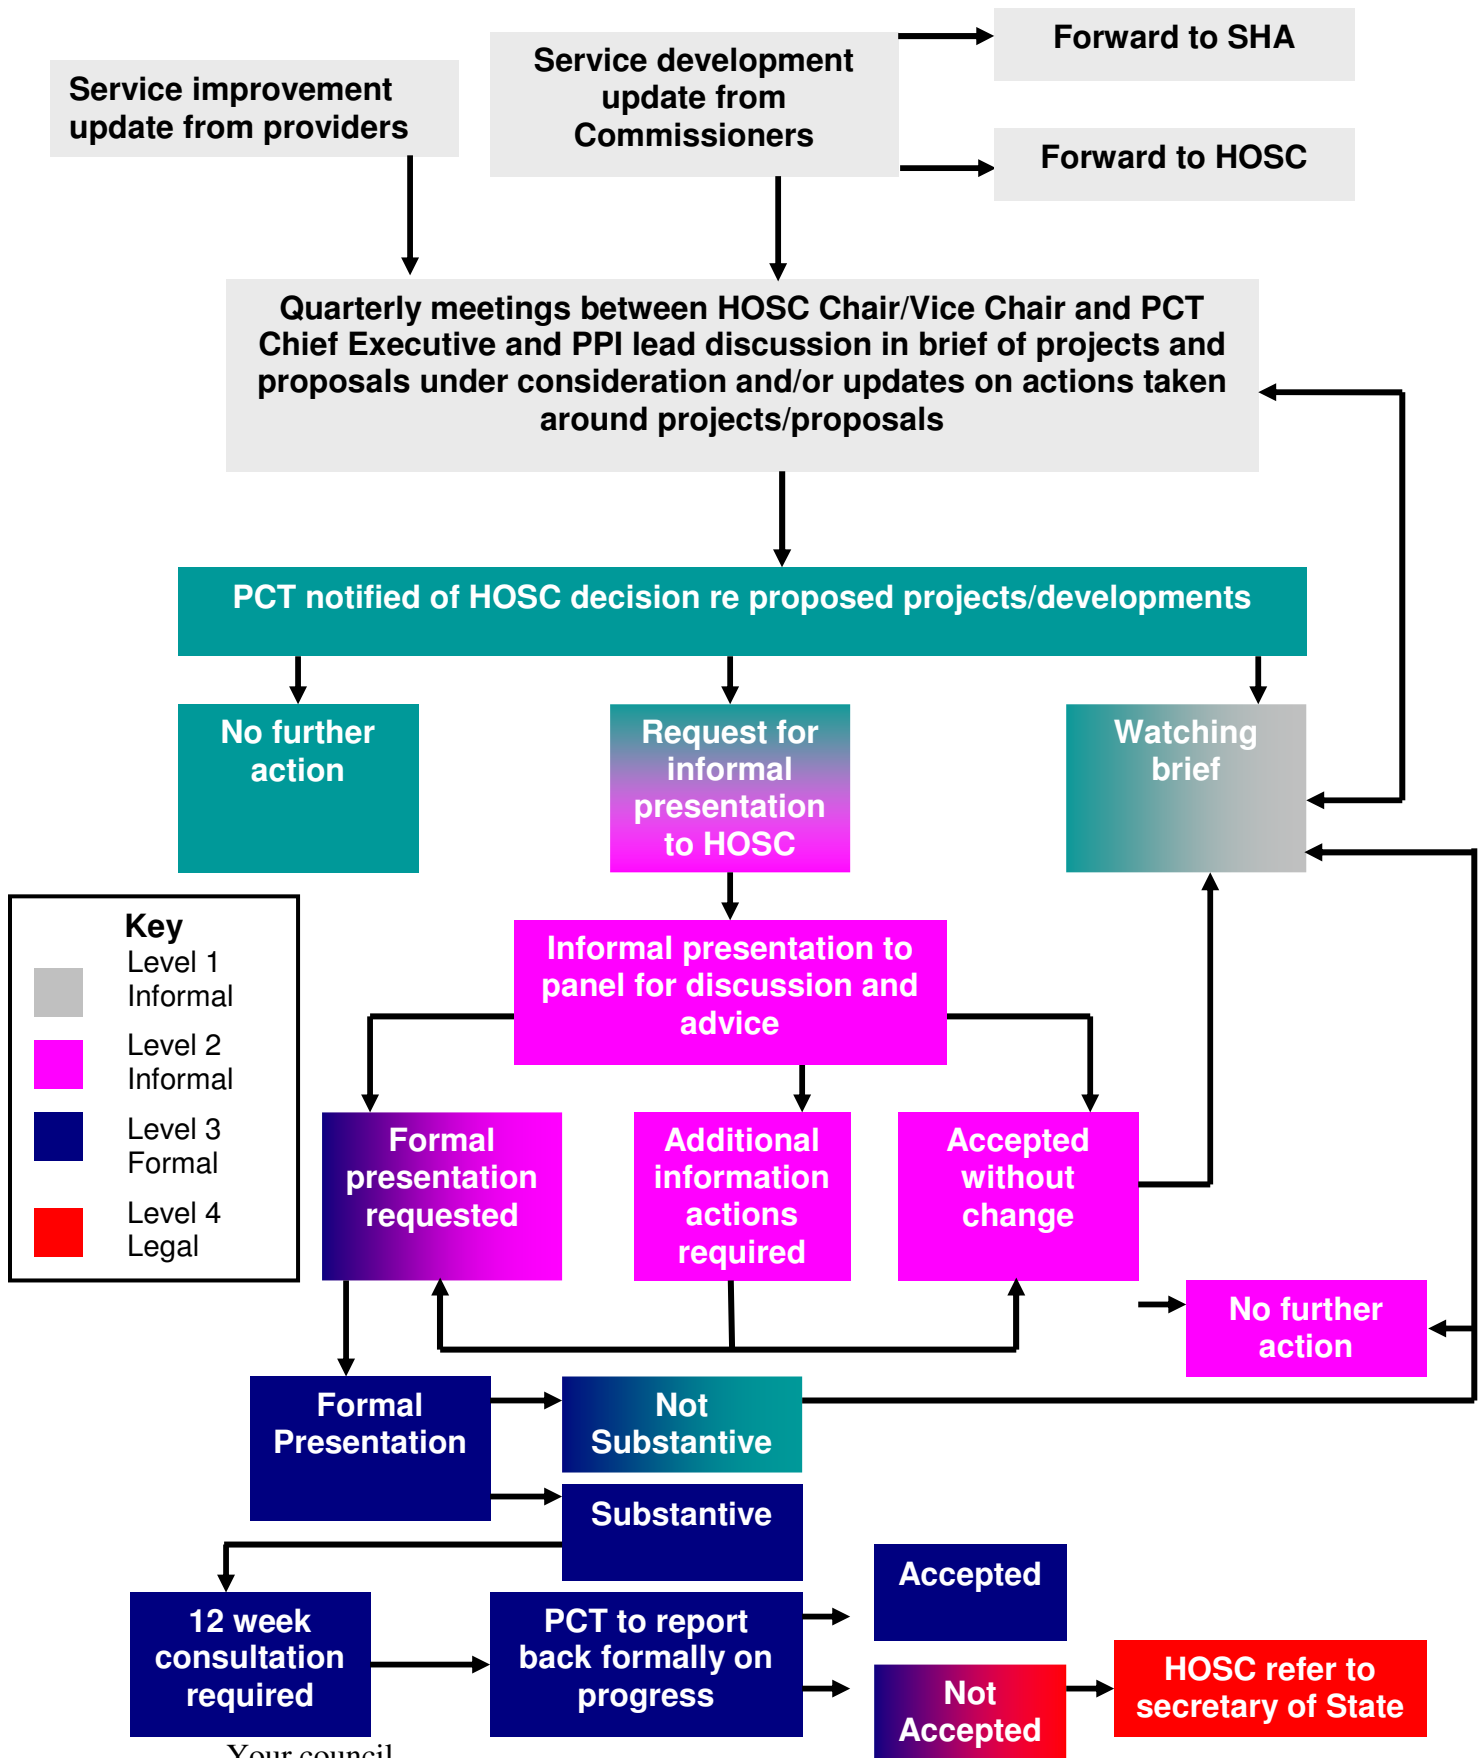 Service improvement
update from providers
Service development
update from
Commissioners
Forward to SHA
Forward to HOSC
Quarterly meetings between HOSC Chair/Vice Chair and PCT
Chief Executive and PPI lead discussion in brief of projects and
proposals under consideration and/or updates on actions taken
around projects/proposals
PCT notified of HOSC decision re proposed projects/developments
No further
action
Request for
informal
presentation
to HOSC
Watching
brief
Key
Level 1
Informal
Level 2
Informal
Level 3
Formal
Level 4
Legal
Informal presentation to
panel for discussion and
advice
Formal
presentation
requested
Additional
information
actions
required
Accepted
without
change
No further
action
Formal
Presentation
Not
Substantive
Substantive
12 week
consultation
required
PCT to report
back formally on
progress
Accepted
Not
Accepted
HOSC refer to
secretary of State
Your council